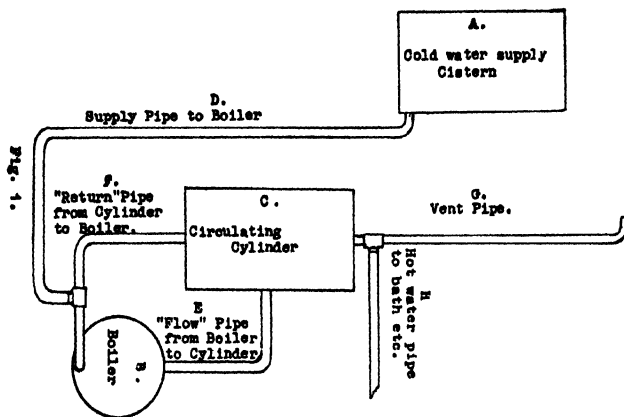 A.
Cold water supply
Cistern
D.
Supply Pipe to Boiler
Fig. 1.
f.
"Return"Pipe
from Cylinder
to Boiler.
C.
Circulating
Cylinder
G.
Vent Pipe.
H
Hot water pipe
to bath etc.
E
"Flow" Pipe
from Boiler
to Cylinder
B.
Boiler